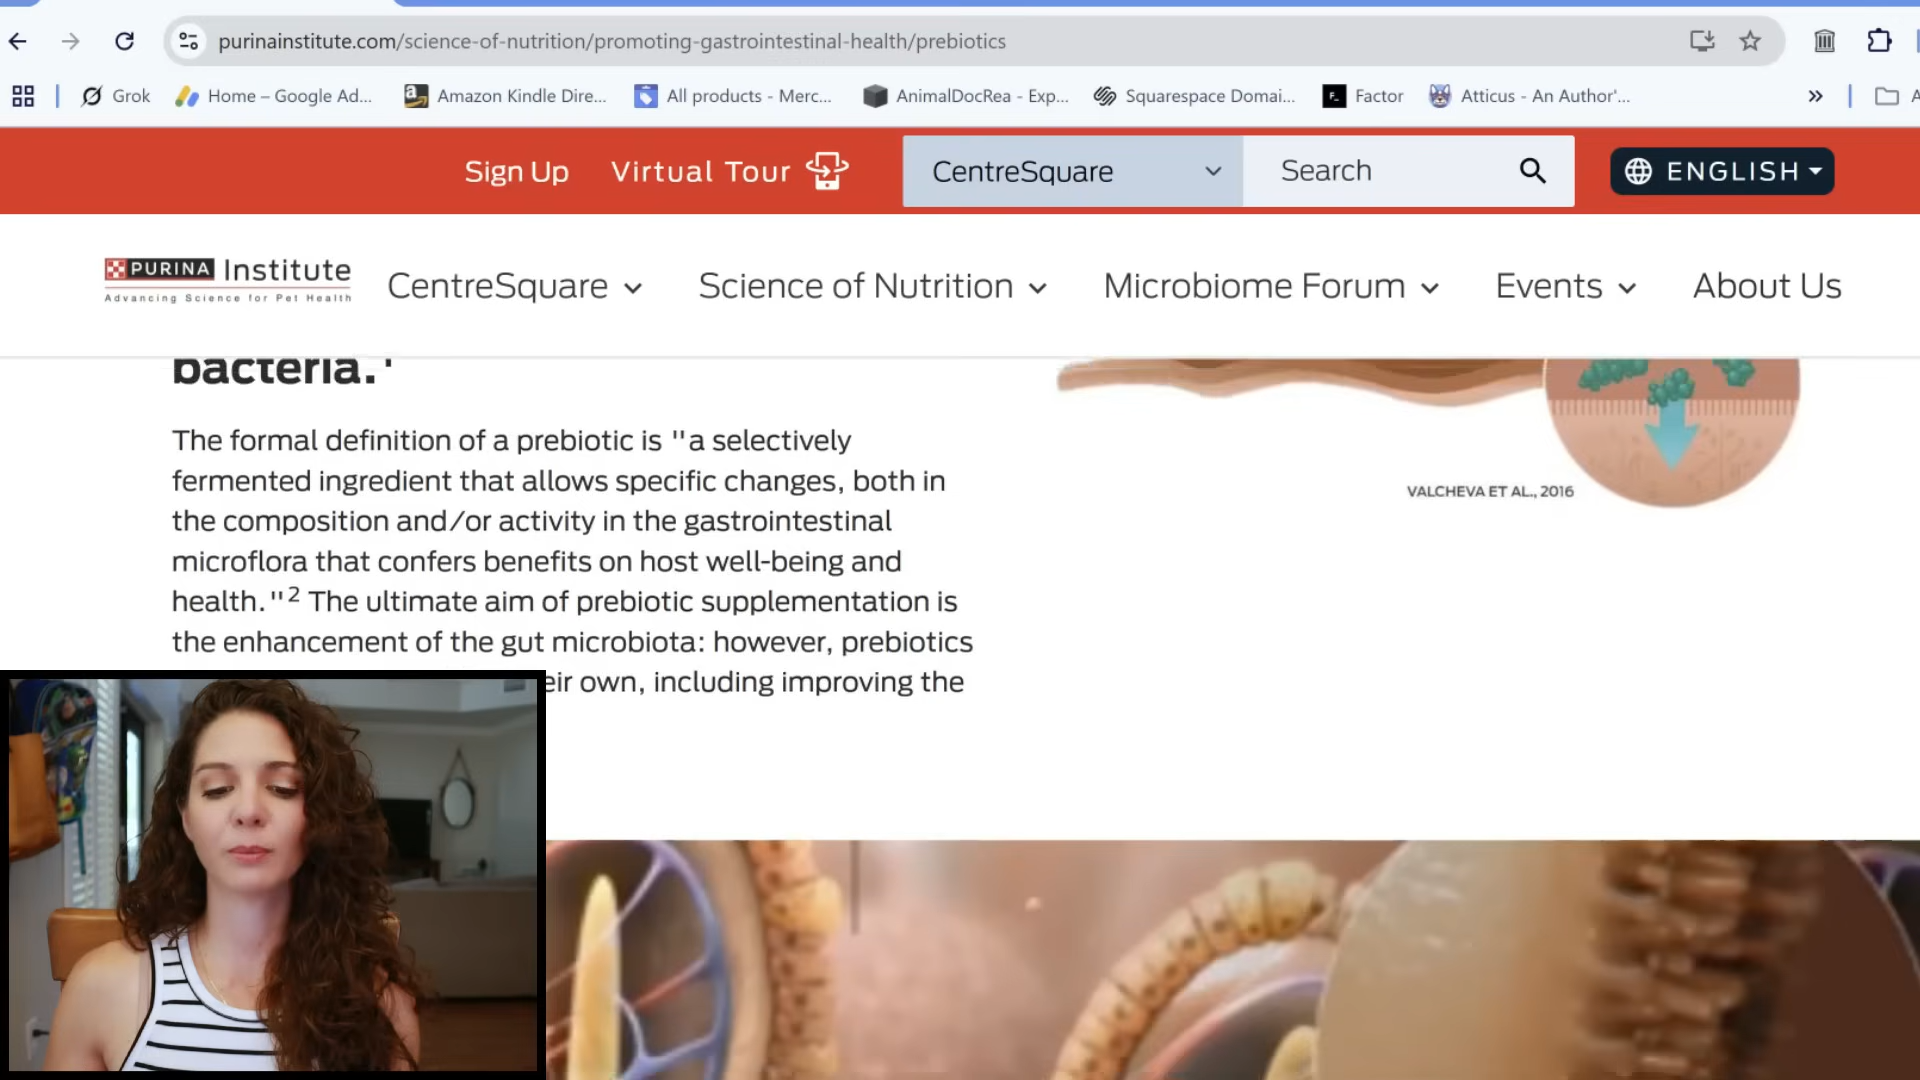 purinainstitute.com/science-of-nutrition/promoting-gastrointestinal-health/prebiotics
Grok
Home – Google Ad...
Amazon Kindle Dire...
All products - Merc...
AnimalDocRea - Exp...
Squarespace Domai...
Factor
Atticus - An Author'...
Sign Up
Virtual Tour
CentreSquare
Search
ENGLISH
PURINA Institute
Advancing Science for Pet Health
CentreSquare
Science of Nutrition
Microbiome Forum
Events
About Us
bacteria.
The formal definition of a prebiotic is "a selectively
fermented ingredient that allows specific changes, both in
the composition and/or activity in the gastrointestinal
microflora that confers benefits on host well-being and
health."2 The ultimate aim of prebiotic supplementation is
the enhancement of the gut microbiota: however, prebiotics
own, including improving the
VALCHEVA ET AL., 2016